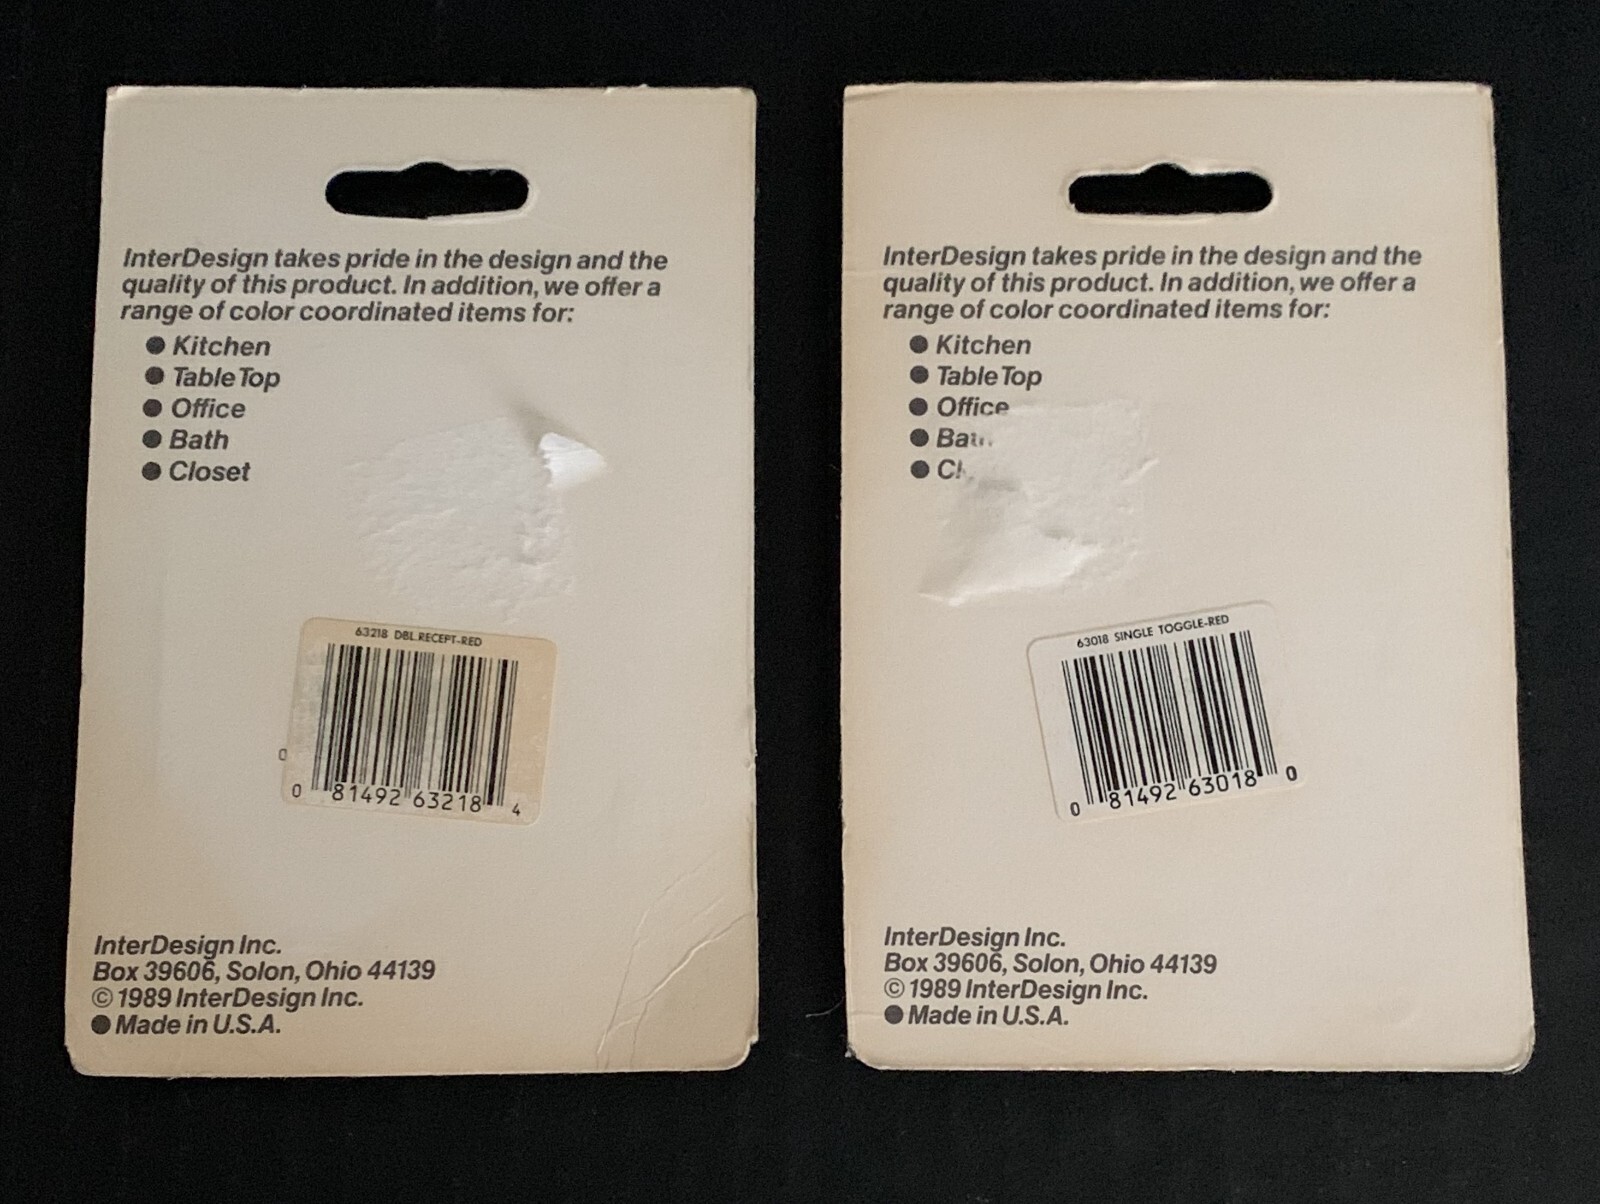 InterDesign takes pride in the design and the
quality of this product. In addition, we offer a
range of color coordinated items for:
● Kitchen
● TableTop
● Office
● Bath
● Closet
63218 DBL.RECEPT-RED
0
0 81492 63218 4
InterDesign Inc.
Box 39606, Solon, Ohio 44139
© 1989 InterDesign Inc.
● Made in U.S.A.
InterDesign takes pride in the design and the
quality of this product. In addition, we offer a
range of color coordinated items for:
● Kitchen
● TableTop
● Office
● Ba
● C
63018 SINGLE TOGGLE-RED
0 81492 63018 0
InterDesign Inc.
Box 39606, Solon, Ohio 44139
© 1989 InterDesign Inc.
● Made in U.S.A.